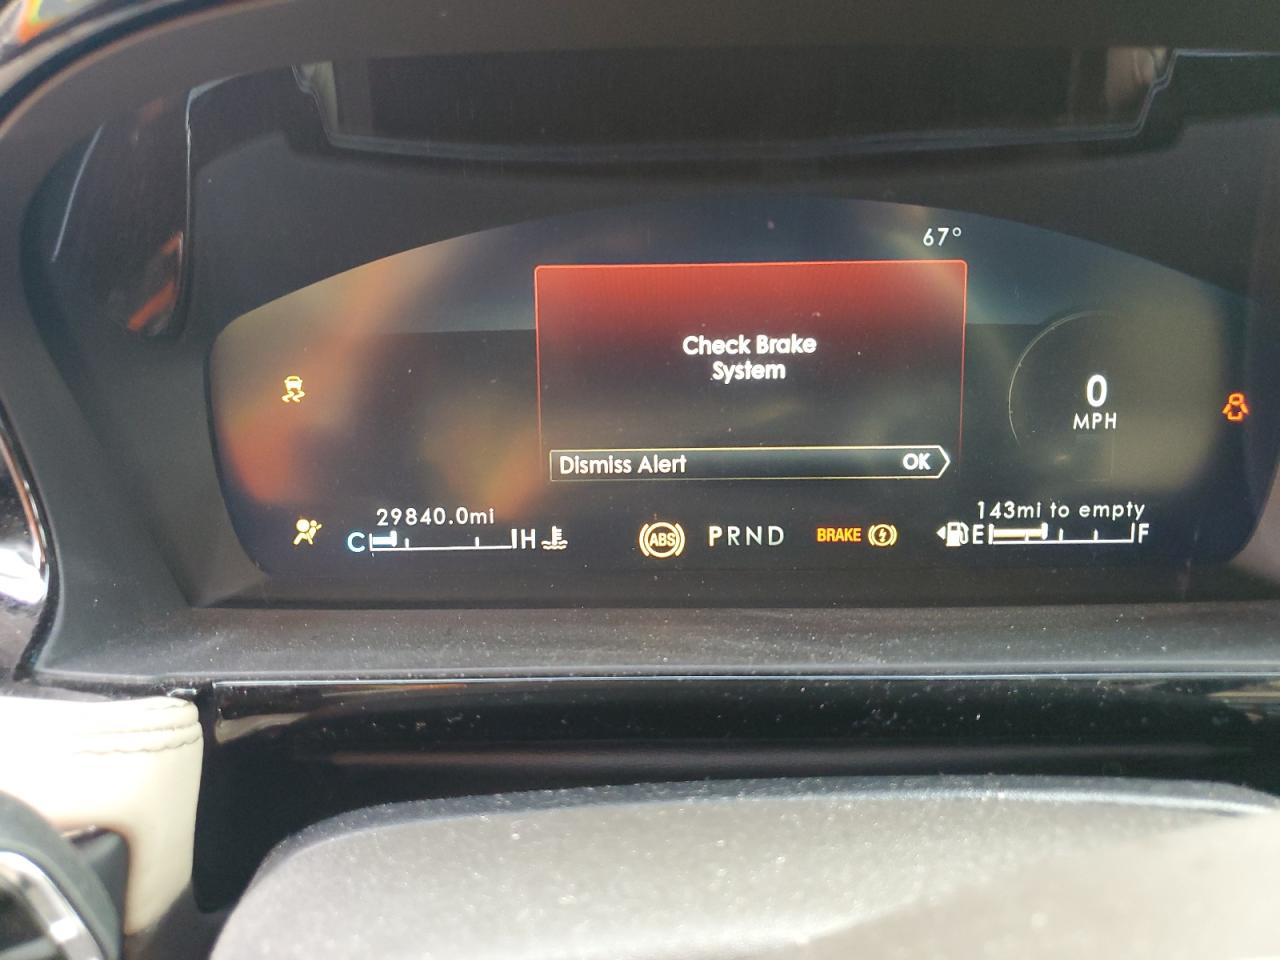 67°
Check Brake
System
0
MPH
Dismiss Alert OK
29840.0mi
143mi to empty
C H
ABS
PRND
BRAKE
E F